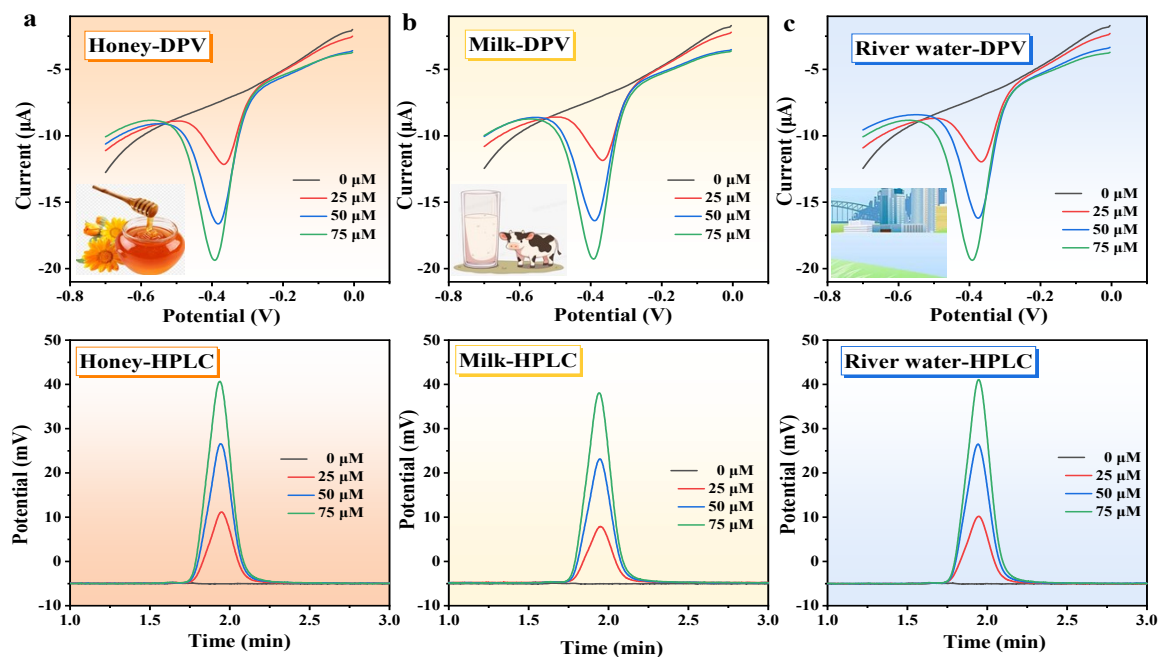 a
Honey-DPV
Current (μA)
-5
-10
-15
-20
0 μM
25 μM
50 μM
75 μM
-0.8
-0.6
-0.4
-0.2
0.0
Potential (V)
b
Milk-DPV
Current (μA)
-5
-10
-15
-20
0 μM
25 μM
50 μM
75 μM
-0.8
-0.6
-0.4
-0.2
0.0
Potential (V)
c
River water-DPV
Current (μA)
-5
-10
-15
-20
0 μM
25 μM
50 μM
75 μM
-0.8
-0.6
-0.4
-0.2
0.0
Potential (V)
Honey-HPLC
Potential (mV)
50
40
30
20
10
0
-10
0 μM
25 μM
50 μM
75 μM
1.0
1.5
2.0
2.5
3.0
Time (min)
Milk-HPLC
Potential (mV)
50
40
30
20
10
0
-10
0 μM
25 μM
50 μM
75 μM
1.0
1.5
2.0
2.5
3.0
Time (min)
River water-HPLC
Potential (mV)
50
40
30
20
10
0
-10
0 μM
25 μM
50 μM
75 μM
1.0
1.5
2.0
2.5
3.0
Time (min)